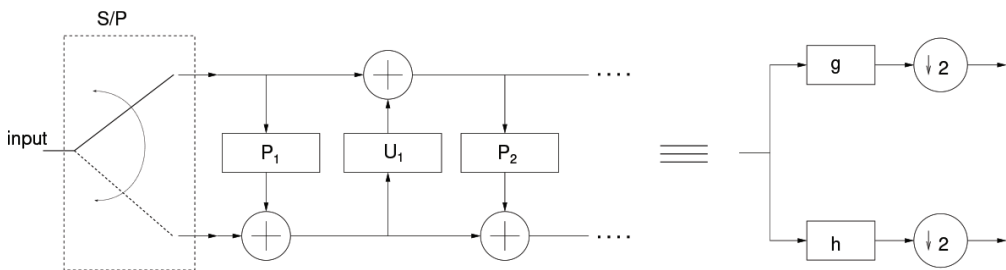 S/P
input
P1
U1
P2
....
....
g
↓ 2
h
↓ 2